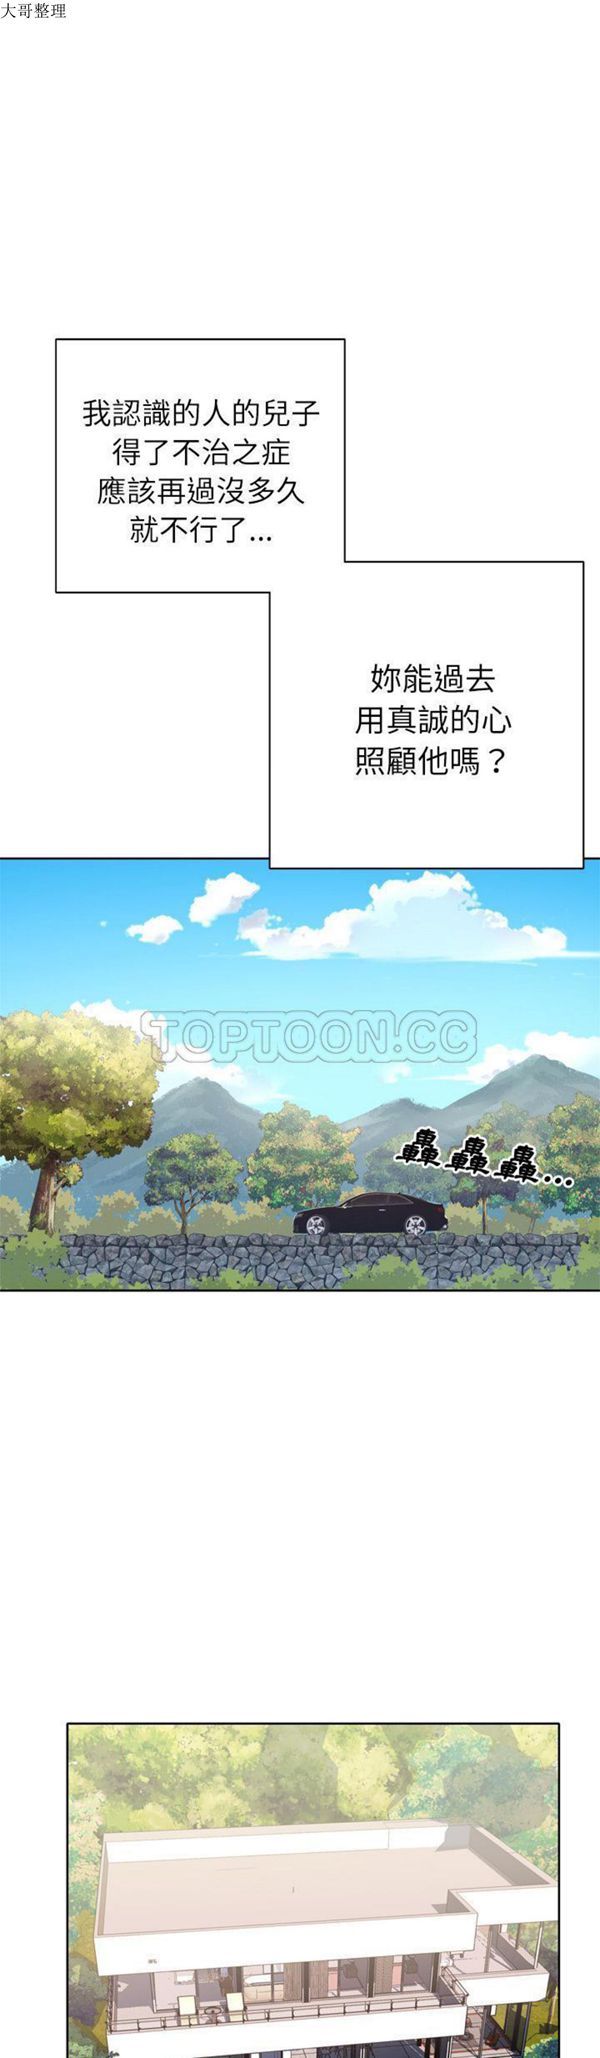 大哥整理
我認識的人的兒子
得了不治之症
應該再過沒多久
就不行了...
妳能過去
用真誠的心
照顧他嗎？
TOPTOON.CC
轟轟轟...